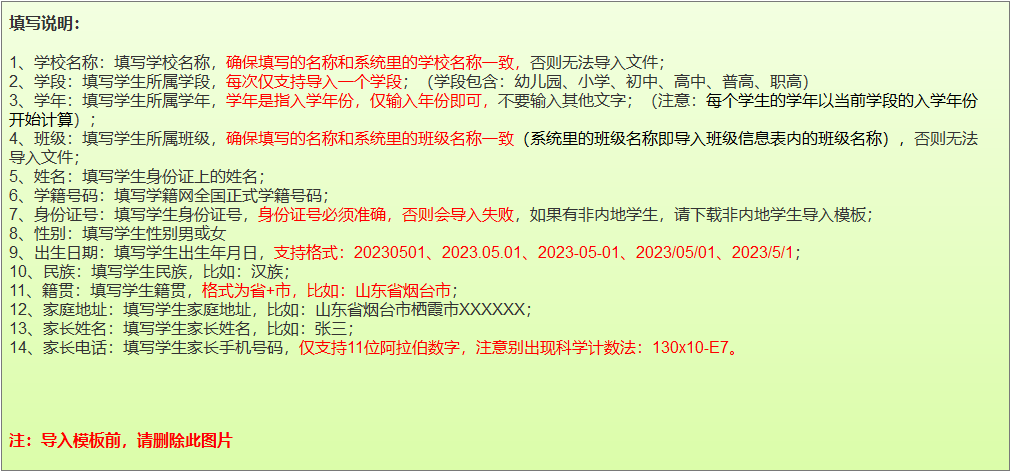 填写说明：
1、学校名称：填写学校名称，确保填写的名称和系统里的学校名称一致，否则无法导入文件；
2、学段：填写学生所属学段，每次仅支持导入一个学段；（学段包含：幼儿园、小学、初中、高中、普高、职高）
3、学年：填写学生所属学年，学年是指入学年份，仅输入年份即可，不要输入其他文字；（注意：每个学生的学年以当前学段的入学年份
开始计算）；
4、班级：填写学生所属班级，确保填写的名称和系统里的班级名称一致（系统里的班级名称即导入班级信息表内的班级名称），否则无法
导入文件；
5、姓名：填写学生身份证上的姓名；
6、学籍号码：填写学籍网全国正式学籍号码；
7、身份证号：填写学生身份证号，身份证号必须准确，否则会导入失败，如果有非内地学生，请下载非内地学生导入模板；
8、性别：填写学生性别男或女
9、出生日期：填写学生出生年月日，支持格式：20230501、2023.05.01、2023-05-01、2023/05/01、2023/5/1；
10、民族：填写学生民族，比如：汉族；
11、籍贯：填写学生籍贯，格式为省+市，比如：山东省烟台市；
12、家庭地址：填写学生家庭地址，比如：山东省烟台市栖霞市XXXXXX；
13、家长姓名：填写学生家长姓名，比如：张三；
14、家长电话：填写学生家长手机号码，仅支持11位阿拉伯数字，注意别出现科学计数法：130x10-E7。
注：导入模板前，请删除此图片